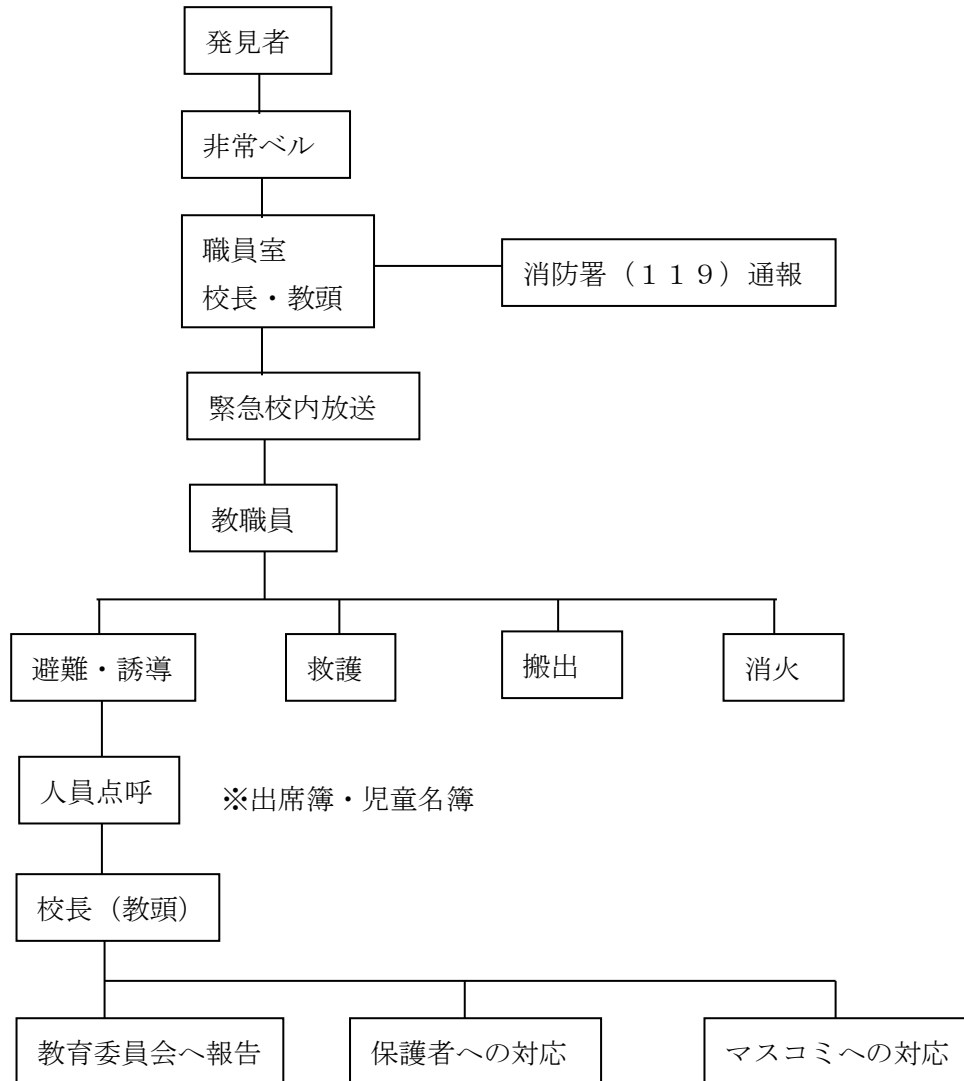 発見者
非常ベル
職員室
校長・教頭
消防署（１１９）通報
緊急校内放送
教職員
避難・誘導
救護
搬出
消火
人員点呼
※出席簿・児童名簿
校長（教頭）
教育委員会へ報告
保護者への対応
マスコミへの対応